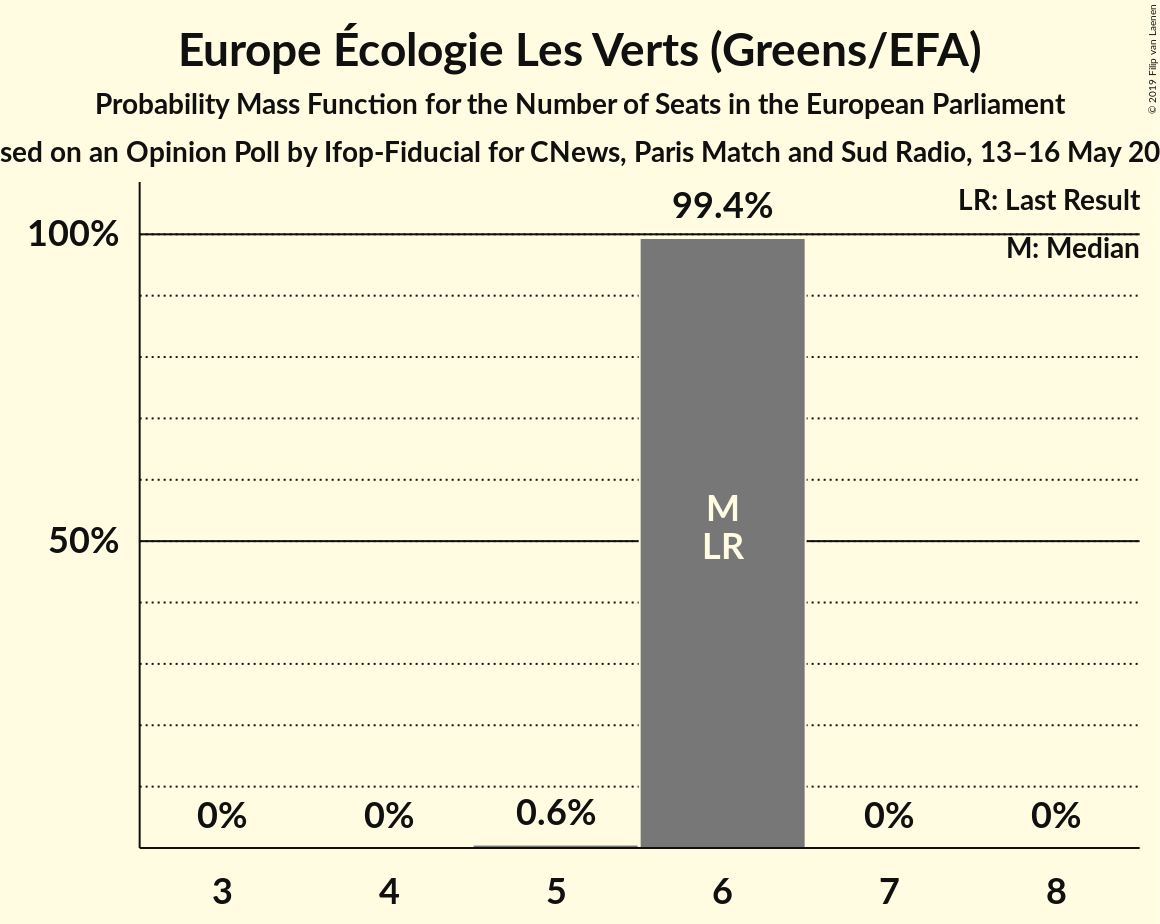 Europe Écologie Les Verts (Greens/EFA)
Probability Mass Function for the Number of Seats in the European Parliament
sed on an Opinion Poll by Ifop-Fiducial for CNews, Paris Match and Sud Radio, 13–16 May 20
© 2019 Filip van Laenen
LR: Last Result
M: Median
99.4%
100%
M
LR
50%
0% 0% 0.6% 0% 0%
3 4 5 6 7 8